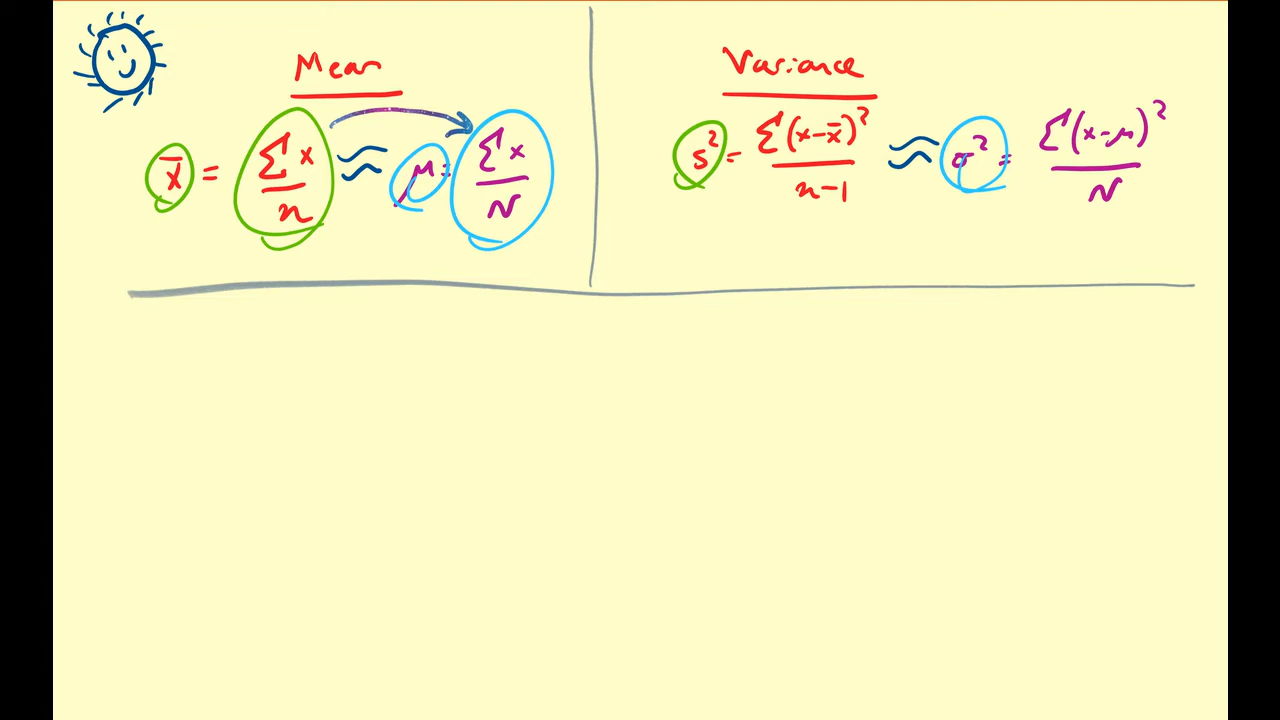 Mean
x̄ = Σx/n ≈ μ = Σx/N
Variance
s² = Σ(x-x̄)²/n-1 ≈ σ² = Σ(x-μ)²/N